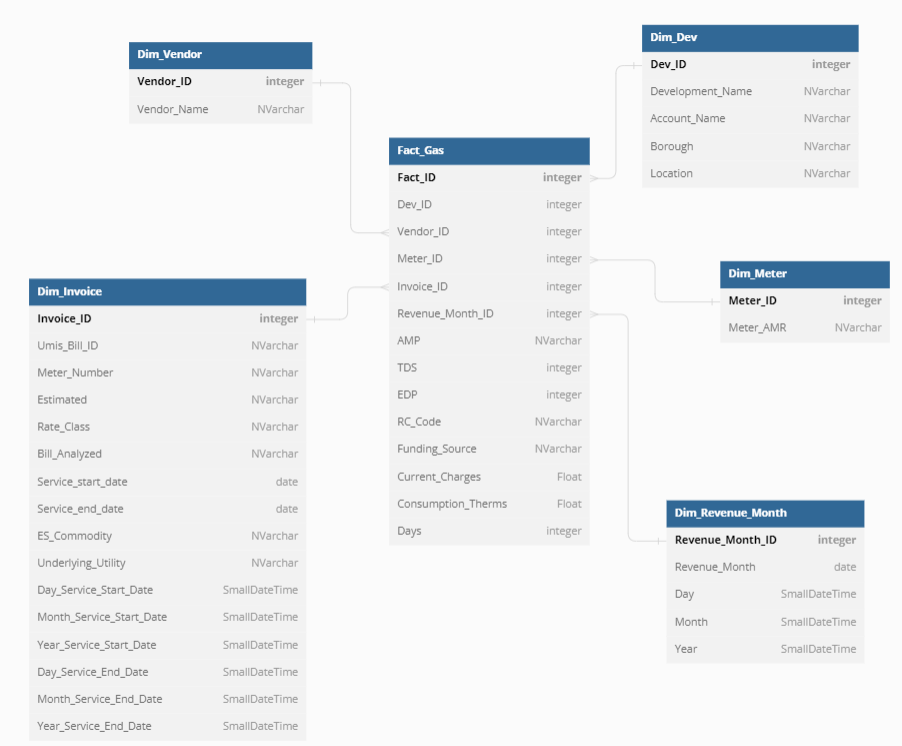 Dim_Vendor
Vendor_ID integer
Vendor_Name NVarchar
Dim_Dev
Dev_ID integer
Development_Name NVarchar
Account_Name NVarchar
Borough NVarchar
Location NVarchar
Fact_Gas
Fact_ID integer
Dev_ID integer
Vendor_ID integer
Meter_ID integer
Invoice_ID integer
Revenue_Month_ID integer
AMP NVarchar
TDS integer
EDP integer
RC_Code NVarchar
Funding_Source NVarchar
Current_Charges Float
Consumption_Therms Float
Days integer
Dim_Meter
Meter_ID integer
Meter_AMR NVarchar
Dim_Invoice
Invoice_ID integer
Umis_Bill_ID NVarchar
Meter_Number NVarchar
Estimated NVarchar
Rate_Class NVarchar
Bill_Analyzed NVarchar
Service_start_date date
Service_end_date date
ES_Commodity NVarchar
Underlying_Utility NVarchar
Day_Service_Start_Date SmallDateTime
Month_Service_Start_Date SmallDateTime
Year_Service_Start_Date SmallDateTime
Day_Service_End_Date SmallDateTime
Month_Service_End_Date SmallDateTime
Year_Service_End_Date SmallDateTime
Dim_Revenue_Month
Revenue_Month_ID integer
Revenue_Month date
Day SmallDateTime
Month SmallDateTime
Year SmallDateTime